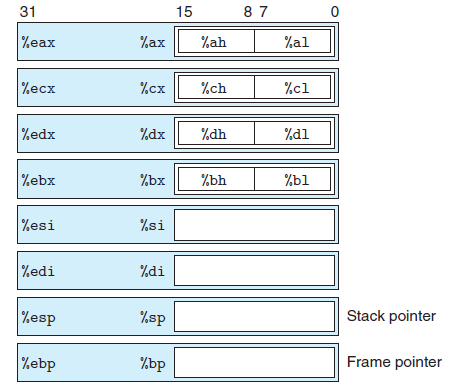 31 15 8 7 0
%eax %ax %ah %al
%ecx %cx %ch %cl
%edx %dx %dh %dl
%ebx %bx %bh %bl
%esi %si
%edi %di
%esp %sp Stack pointer
%ebp %bp Frame pointer